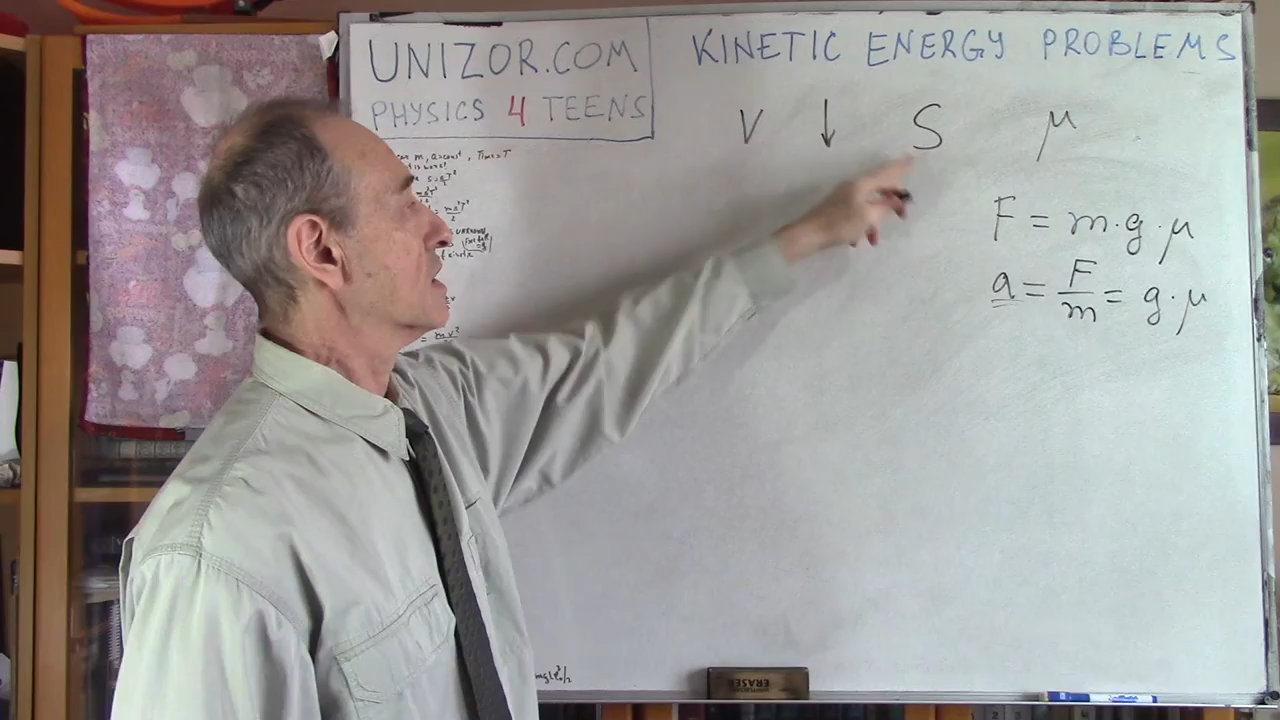 UNIZOR.COM
PHYSICS 4 TEENS
KINETIC ENERGY PROBLEMS
V ↓ S μ
F = m·g·μ
a = F/m = g·μ
ERASER